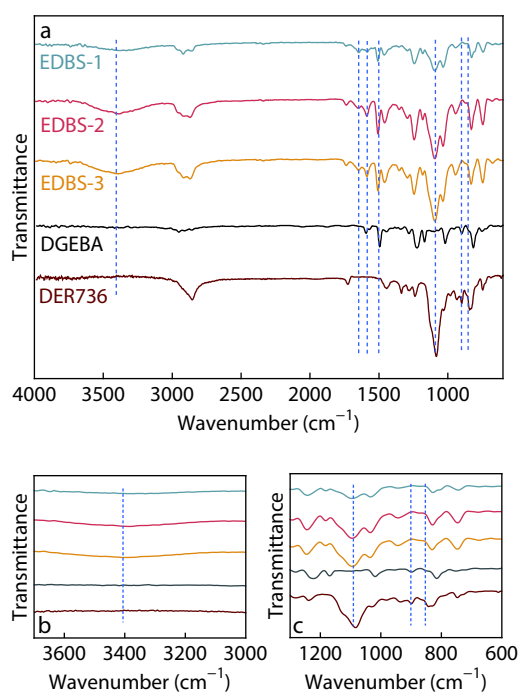 a
EDBS-1
EDBS-2
EDBS-3
DGEBA
DER736
Transmittance
4000 3500 3000 2500 2000 1500 1000
Wavenumber (cm⁻¹)
b
Transmittance
3600 3400 3200 3000
Wavenumber (cm⁻¹)
c
Transmittance
1200 1000 800 600
Wavenumber (cm⁻¹)